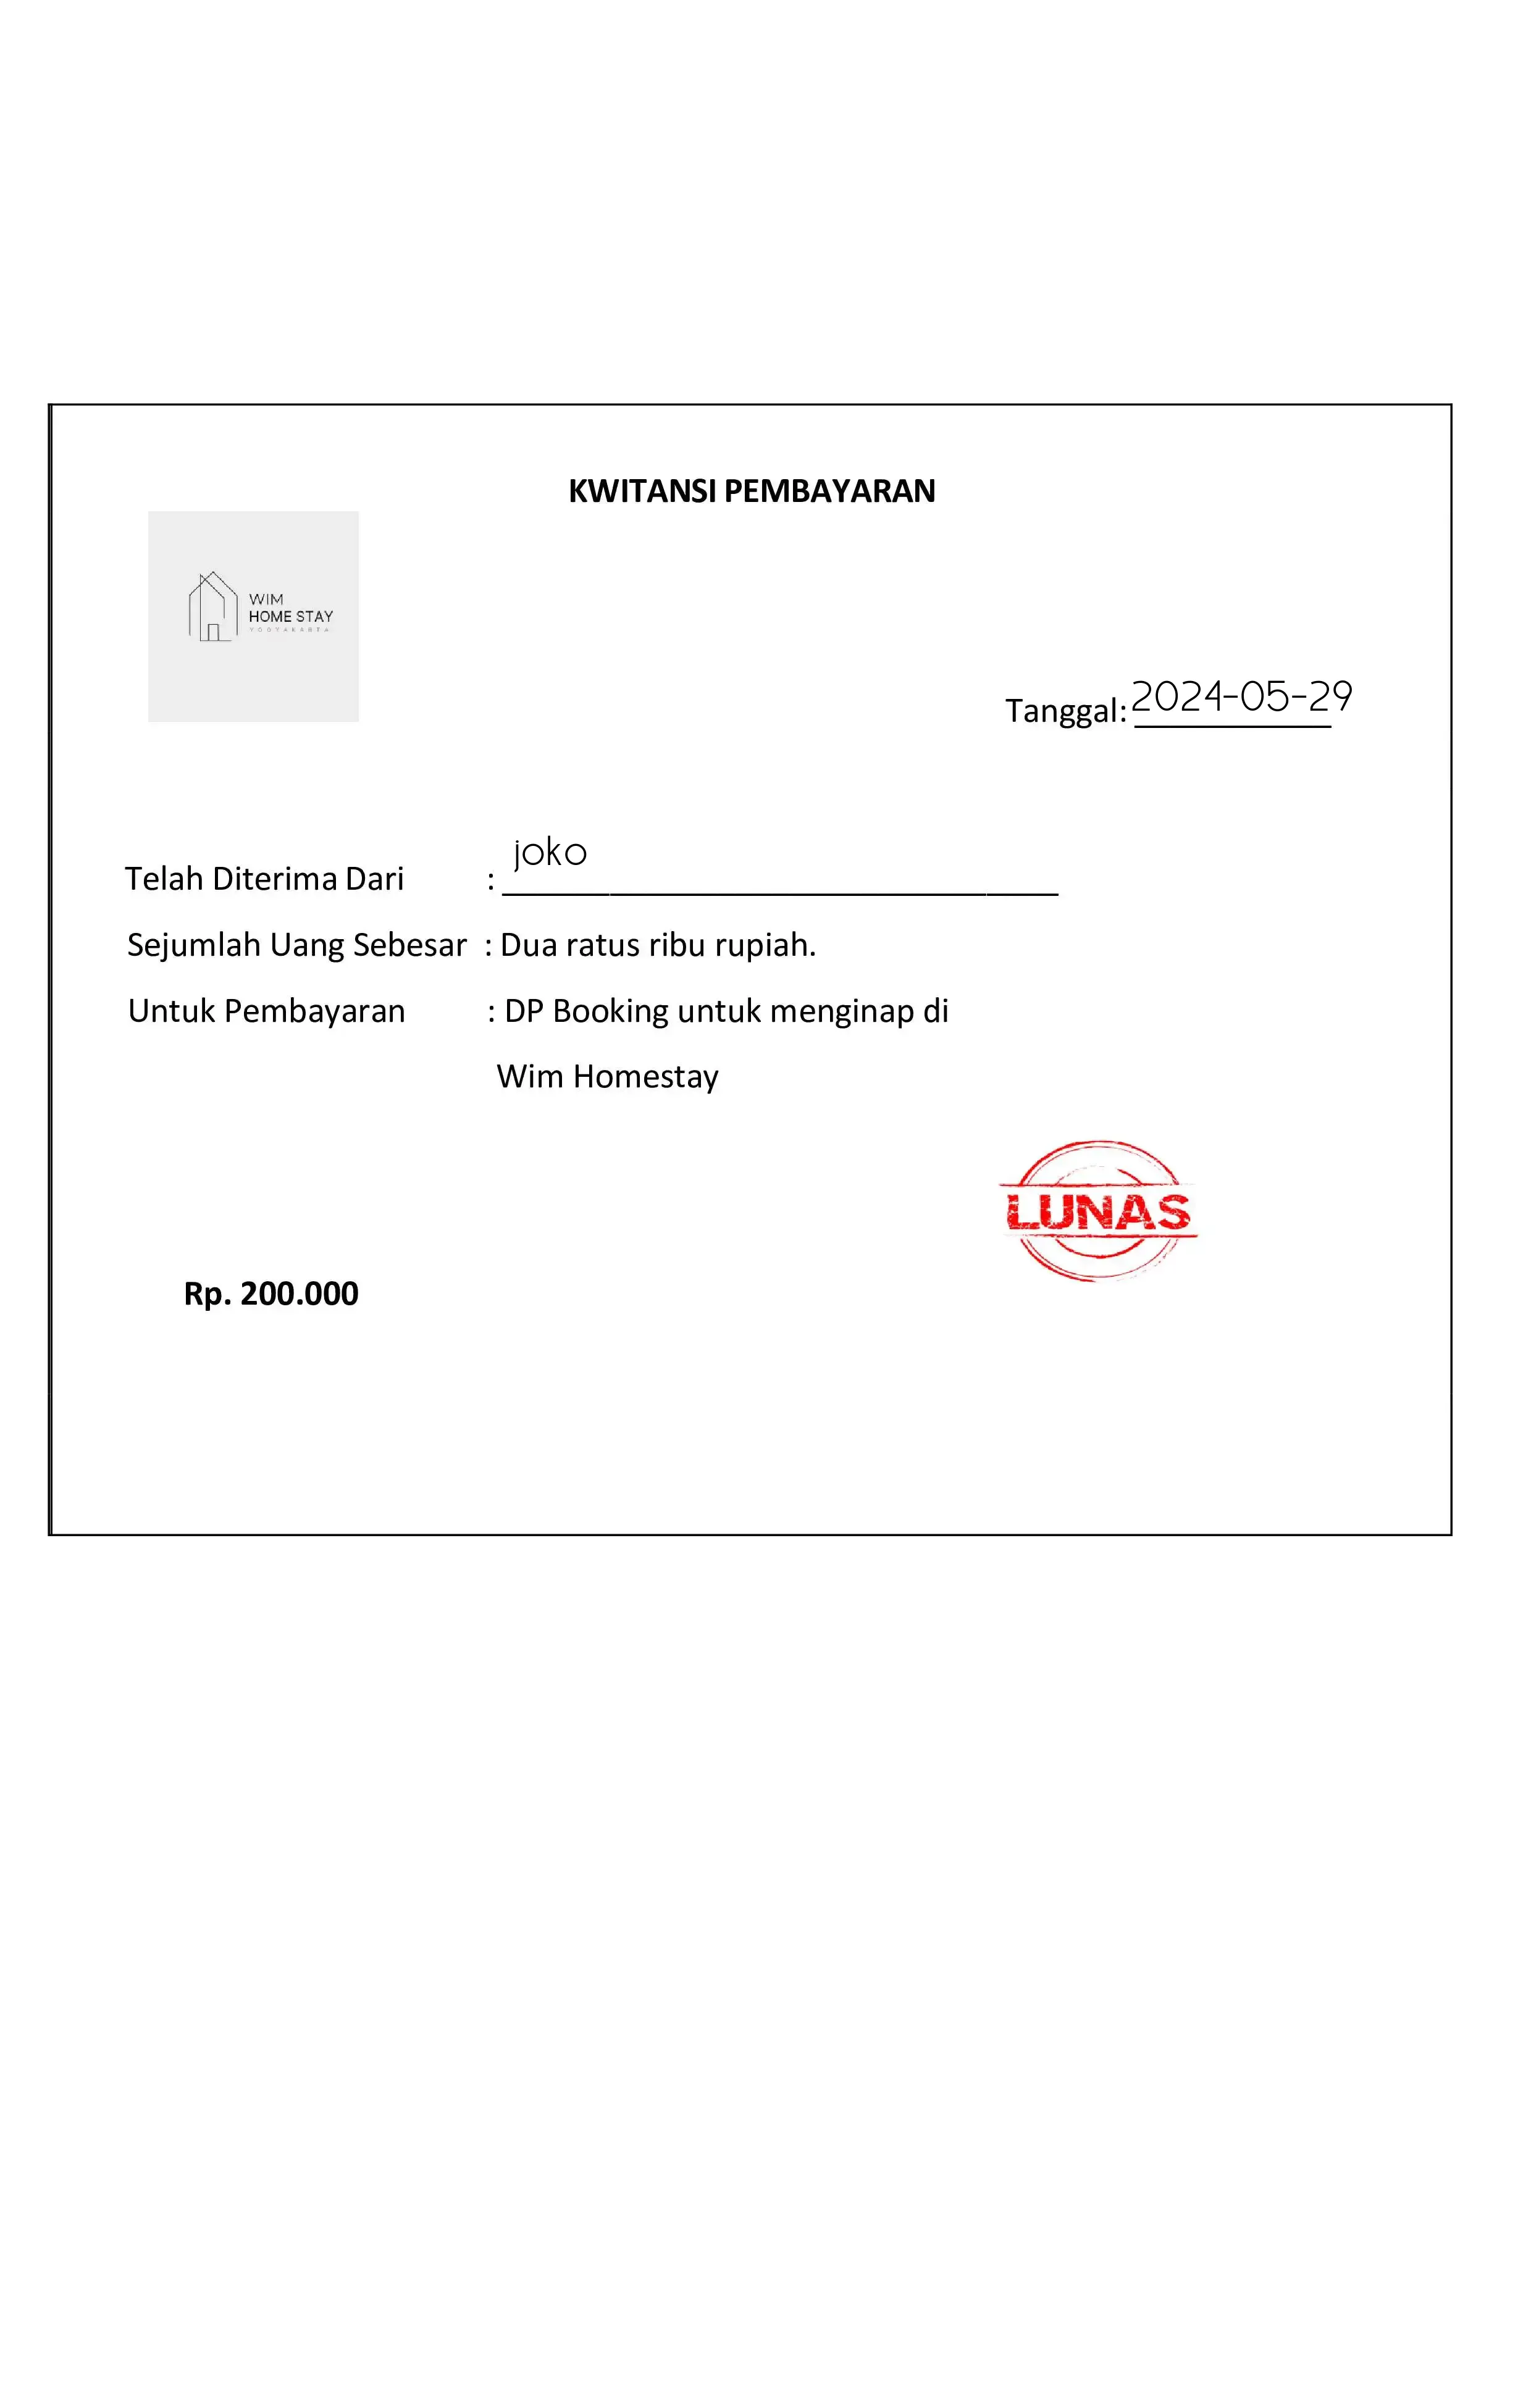 KWITANSI PEMBAYARAN
WIM
HOME STAY
YOGYAKARTA
Tanggal: 2024-05-29
Telah Diterima Dari : joko
Sejumlah Uang Sebesar : Dua ratus ribu rupiah.
Untuk Pembayaran : DP Booking untuk menginap di
Wim Homestay
LUNAS
Rp. 200.000